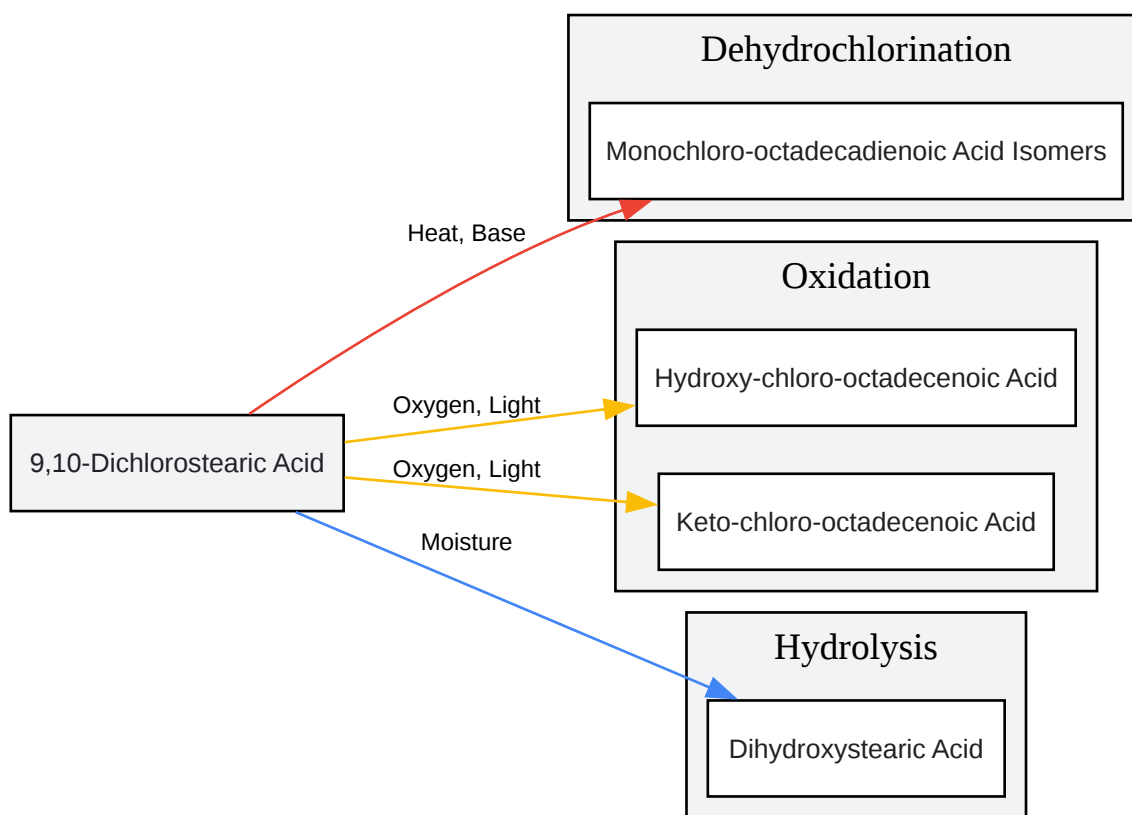 Dehydrochlorination
Monochloro-octadecadienoic Acid Isomers
Heat, Base
Oxidation
Hydroxy-chloro-octadecenoic Acid
Oxygen, Light
9,10-Dichlorostearic Acid
Oxygen, Light
Keto-chloro-octadecenoic Acid
Moisture
Hydrolysis
Dihydroxystearic Acid